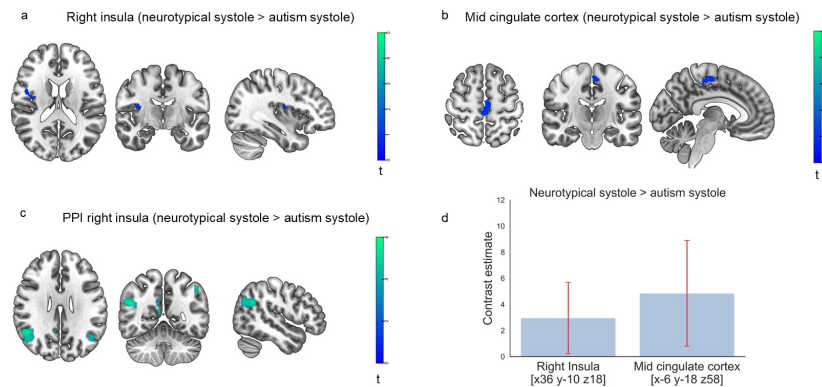 a
Right insula (neurotypical systole > autism systole)
t
b
Mid cingulate cortex (neurotypical systole > autism systole)
t
c
PPI right insula (neurotypical systole > autism systole)
t
d
Neurotypical systole > autism systole
Contrast estimate
12
10
8
6
4
2
0
Right Insula
[x36 y-10 z18]
Mid cingulate cortex
[x-6 y-18 z58]